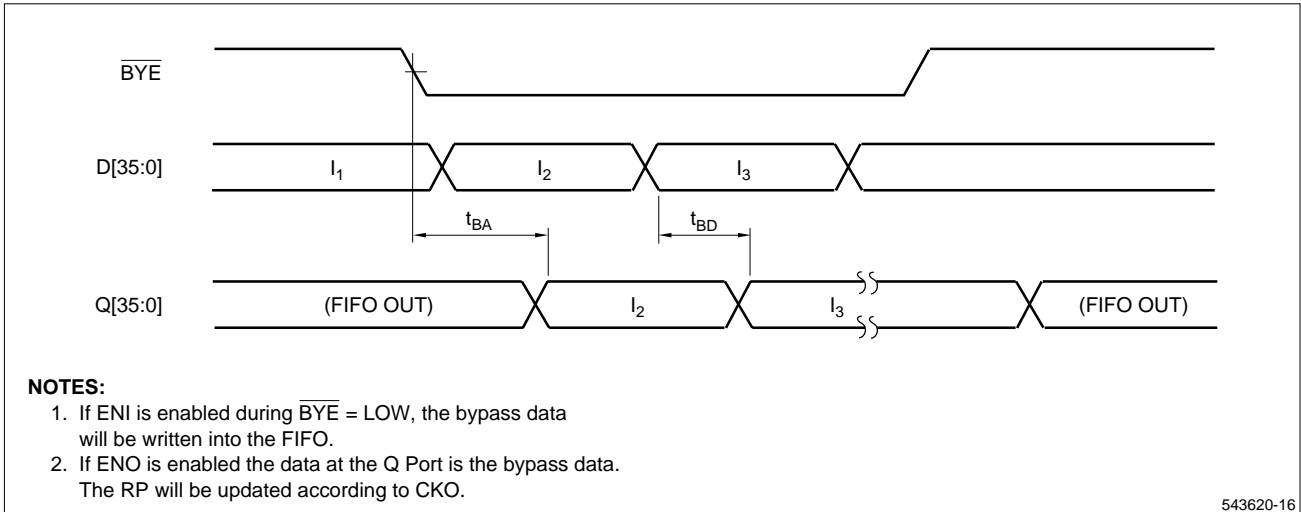 BYE
D[35:0]
I1
I2
I3
tBA
tBD
Q[35:0]
(FIFO OUT)
I2
I3
(FIFO OUT)
NOTES:
1. If ENI is enabled during BYE = LOW, the bypass data
will be written into the FIFO.
2. If ENO is enabled the data at the Q Port is the bypass data.
The RP will be updated according to CKO.
543620-16